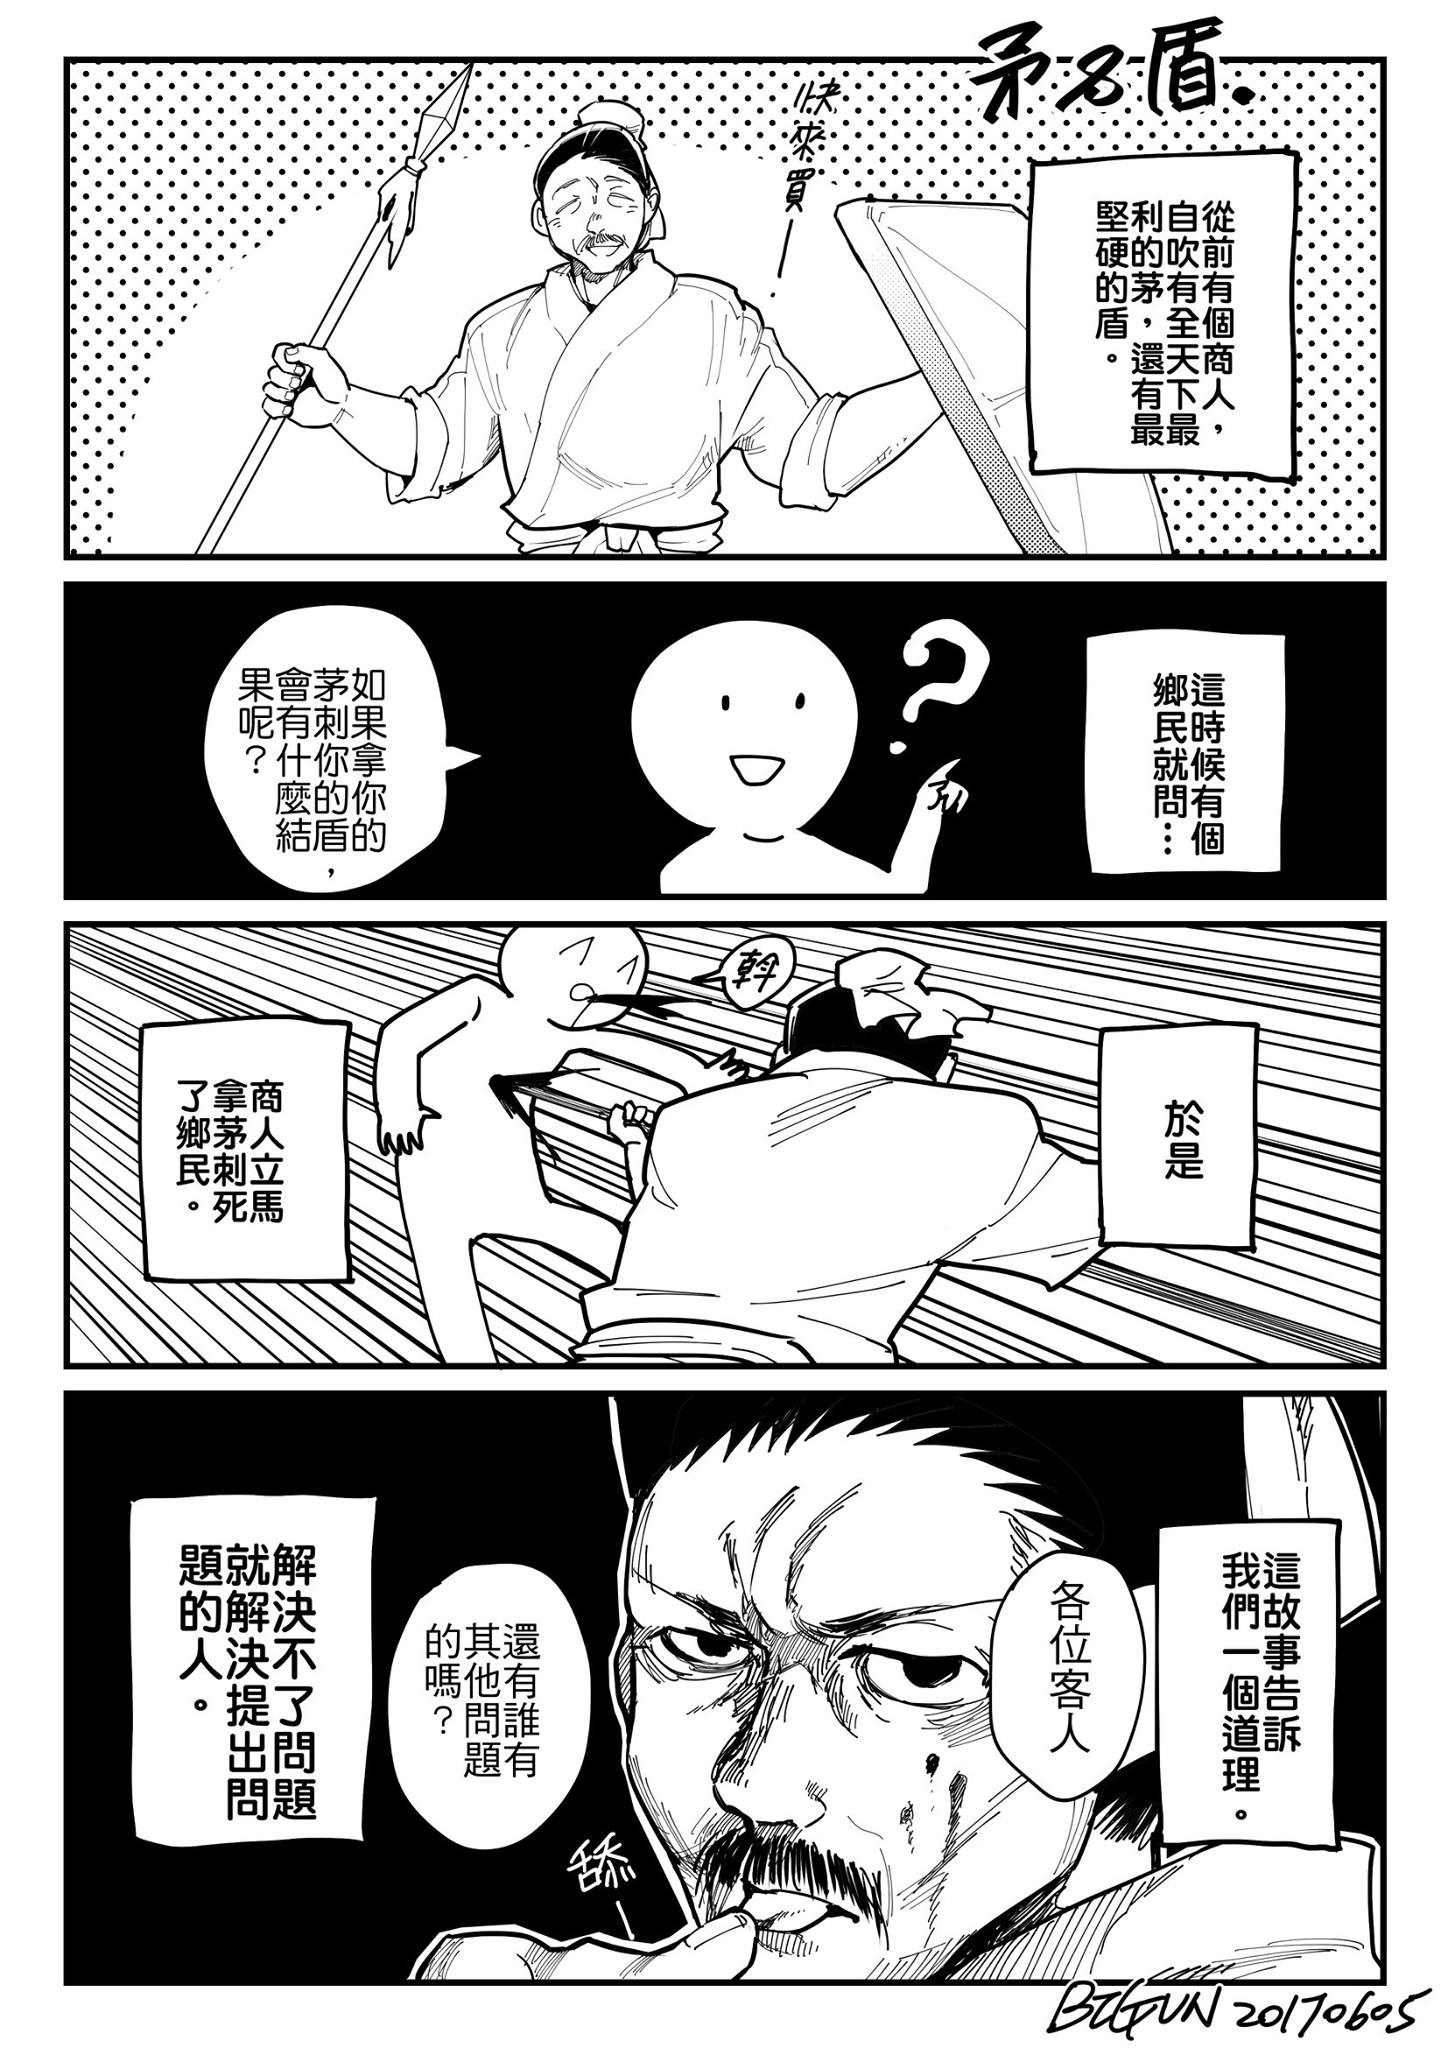 矛&盾.
從前有個商人，
自吹有全天下最
利的茅，還有最
堅硬的盾。
快來買—
這時候有個
鄉民就問…
如果拿你的
茅刺你的盾，
會有什麼結
果呢？
於是
幹
商人立馬
拿茅刺死
了鄉民。
這故事告訴
我們一個道理。
各位客人
還有誰有
其他問題
的嗎？
舔—
解決不了問題
就解決提出問
題的人。
BIGGUN 20170605